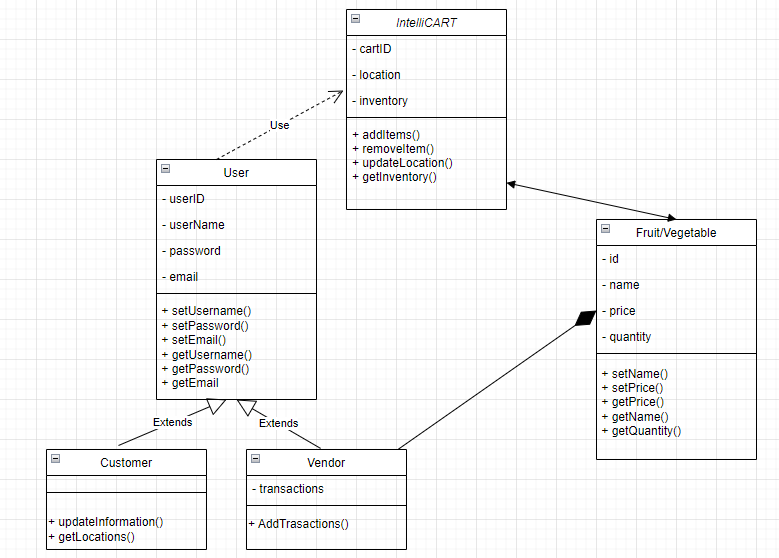 IntelliCART
- cartID
- location
- inventory
+ addItems()
+ removeItem()
+ updateLocation()
+ getInventory()
Use
User
- userID
- userName
- password
- email
+ setUsername()
+ setPassword()
+ setEmail()
+ getUsername()
+ getPassword()
+ getEmail
Fruit/Vegetable
- id
- name
- price
- quantity
+ setName()
+ setPrice()
+ getPrice()
+ getName()
+ getQuantity()
Extends
Extends
Customer
+ updateInformation()
+ getLocations()
Vendor
- transactions
+ AddTrasactions()